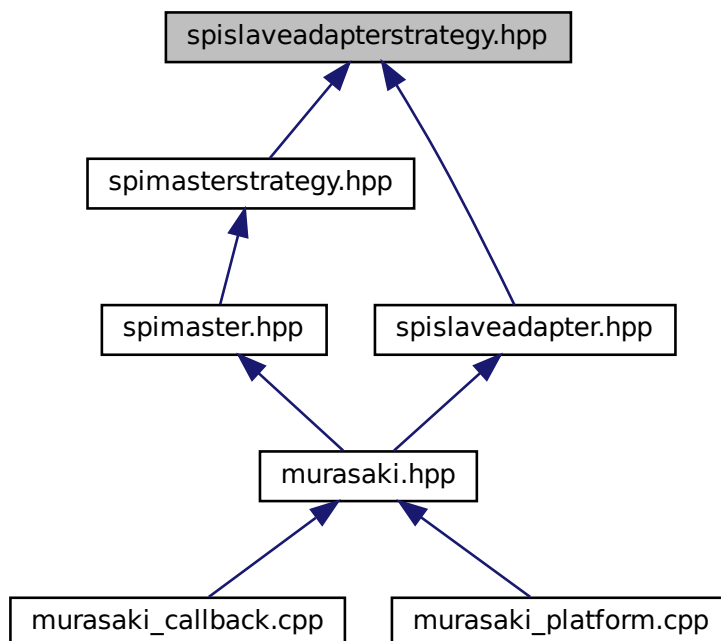 spislaveadapterstrategy.hpp
spimasterstrategy.hpp
spimaster.hpp
spislaveadapter.hpp
murasaki.hpp
murasaki_callback.cpp
murasaki_platform.cpp